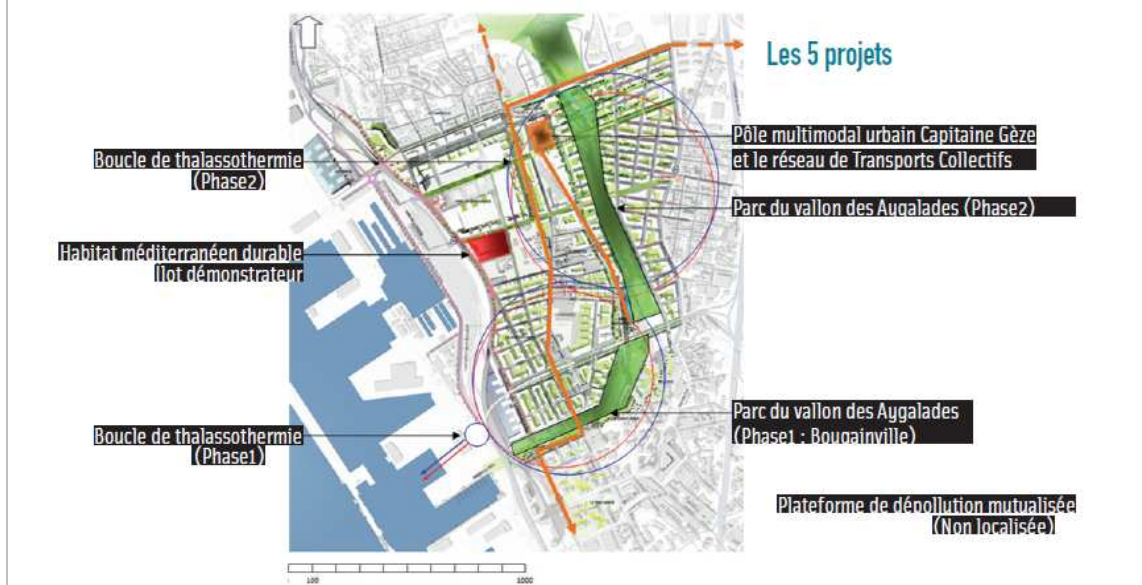 Les 5 projets
Boucle de thalassothermie
(Phase2)
Habitat méditerranéen durable
Ilot démonstrateur
Boucle de thalassothermie
(Phase1)
Pôle multimodal urbain Capitaine Gèze
et le réseau de Transports Collectifs
Parc du vallon des Aygalades (Phase2)
Parc du vallon des Aygalades
(Phase1 : Bougainville)
Plateforme de dépollution mutualisée
(Non localisée)
100
1000